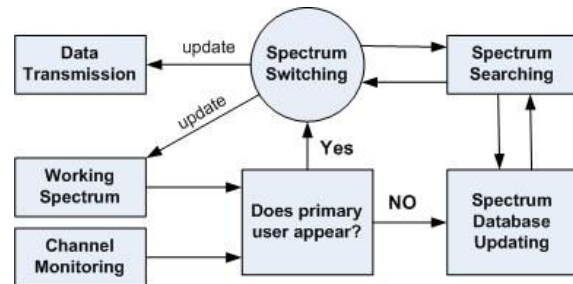 Data
Transmission
update
Spectrum
Switching
Spectrum
Searching
update
Yes
Working
Spectrum
Does primary
user appear?
NO
Spectrum
Database
Updating
Channel
Monitoring